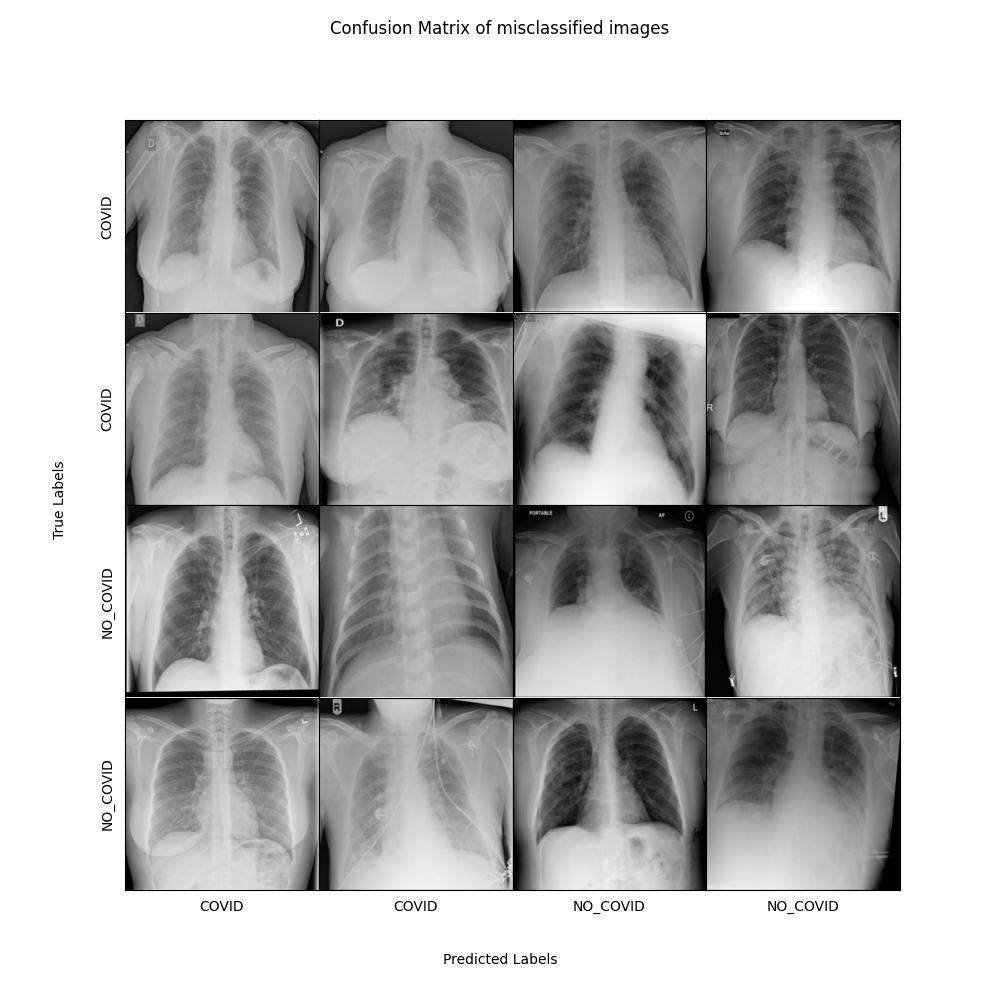 Confusion Matrix of misclassified images
D
COVID
COVID
D
R
True Labels
NO_COVID
PORTABLE
AP
L
NO_COVID
R
L
COVID
COVID
NO_COVID
NO_COVID
Predicted Labels